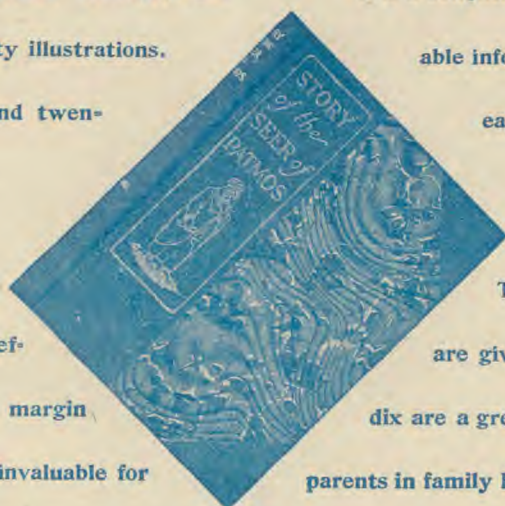 ty illustrations.
able info
nd twen-
ea
STORY
of the
SEER of
PATMOS
T
ef-
are giv
margin
dix are a gre
invaluable for
parents in family